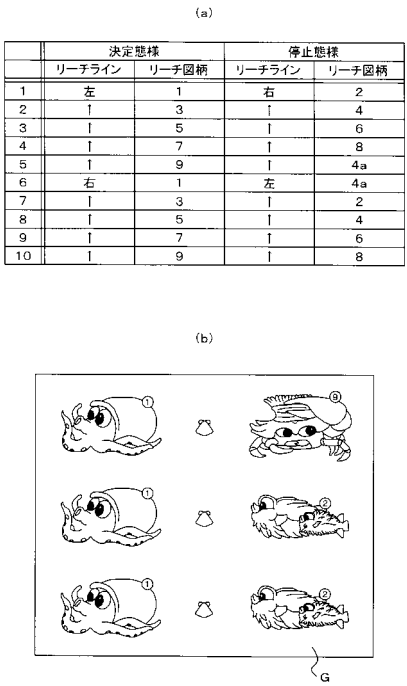 (a)
決定態様 停止態様
リーチライン リーチ図柄 リーチライン リーチ図柄
1 左 1 右 2
2 ↑ 3 ↑ 4
3 ↑ 5 ↑ 6
4 ↑ 7 ↑ 8
5 ↑ 9 ↑ 4a
6 右 1 左 4a
7 ↑ 3 ↑ 2
8 ↑ 5 ↑ 4
9 ↑ 7 ↑ 6
10 ↑ 9 ↑ 8
(b)
① ⑨
① ②
① ②
G